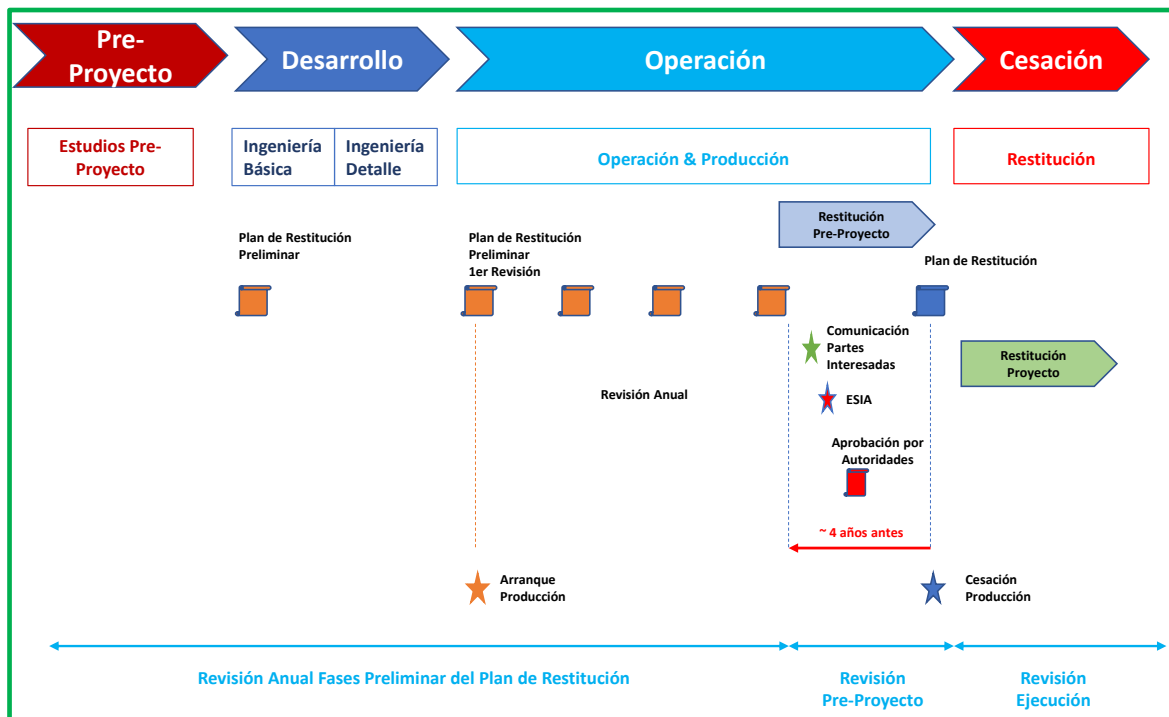 Pre-
Proyecto
Desarrollo
Operación
Cesación
Estudios Pre-
Proyecto
Ingeniería
Básica
Ingeniería
Detalle
Operación & Producción
Restitución
Restitución
Pre-Proyecto
Plan de Restitución
Preliminar
Plan de Restitución
Preliminar
1er Revisión
Plan de Restitución
Comunicación
Partes
Interesadas
Restitución
Proyecto
Revisión Anual
ESIA
Aprobación por
Autoridades
~ 4 años antes
Arranque
Producción
Cesación
Producción
Revisión Anual Fases Preliminar del Plan de Restitución
Revisión
Pre-Proyecto
Revisión
Ejecución